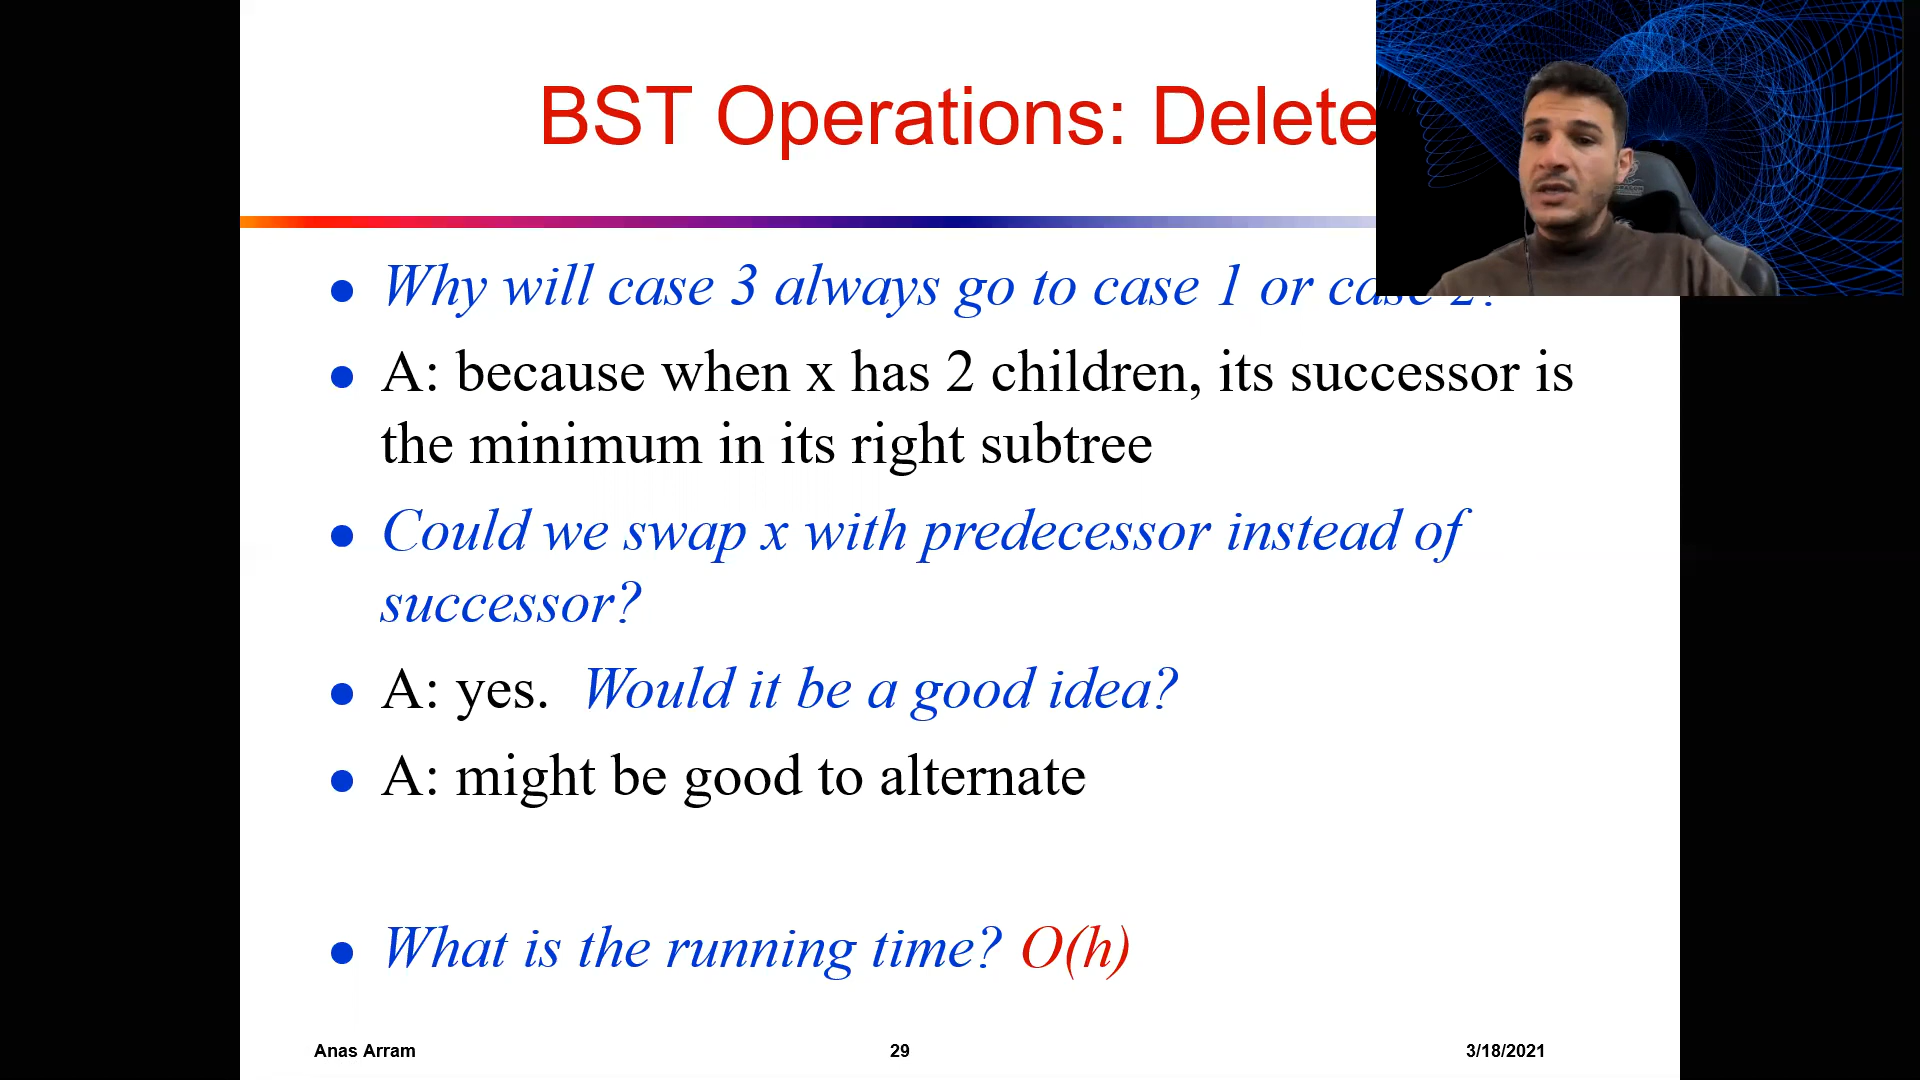 BST Operations: Delete
Why will case 3 always go to case 1 or case 2?
A: because when x has 2 children, its successor is
the minimum in its right subtree
Could we swap x with predecessor instead of
successor?
A: yes. Would it be a good idea?
A: might be good to alternate
What is the running time? O(h)
Anas Arram
29
3/18/2021